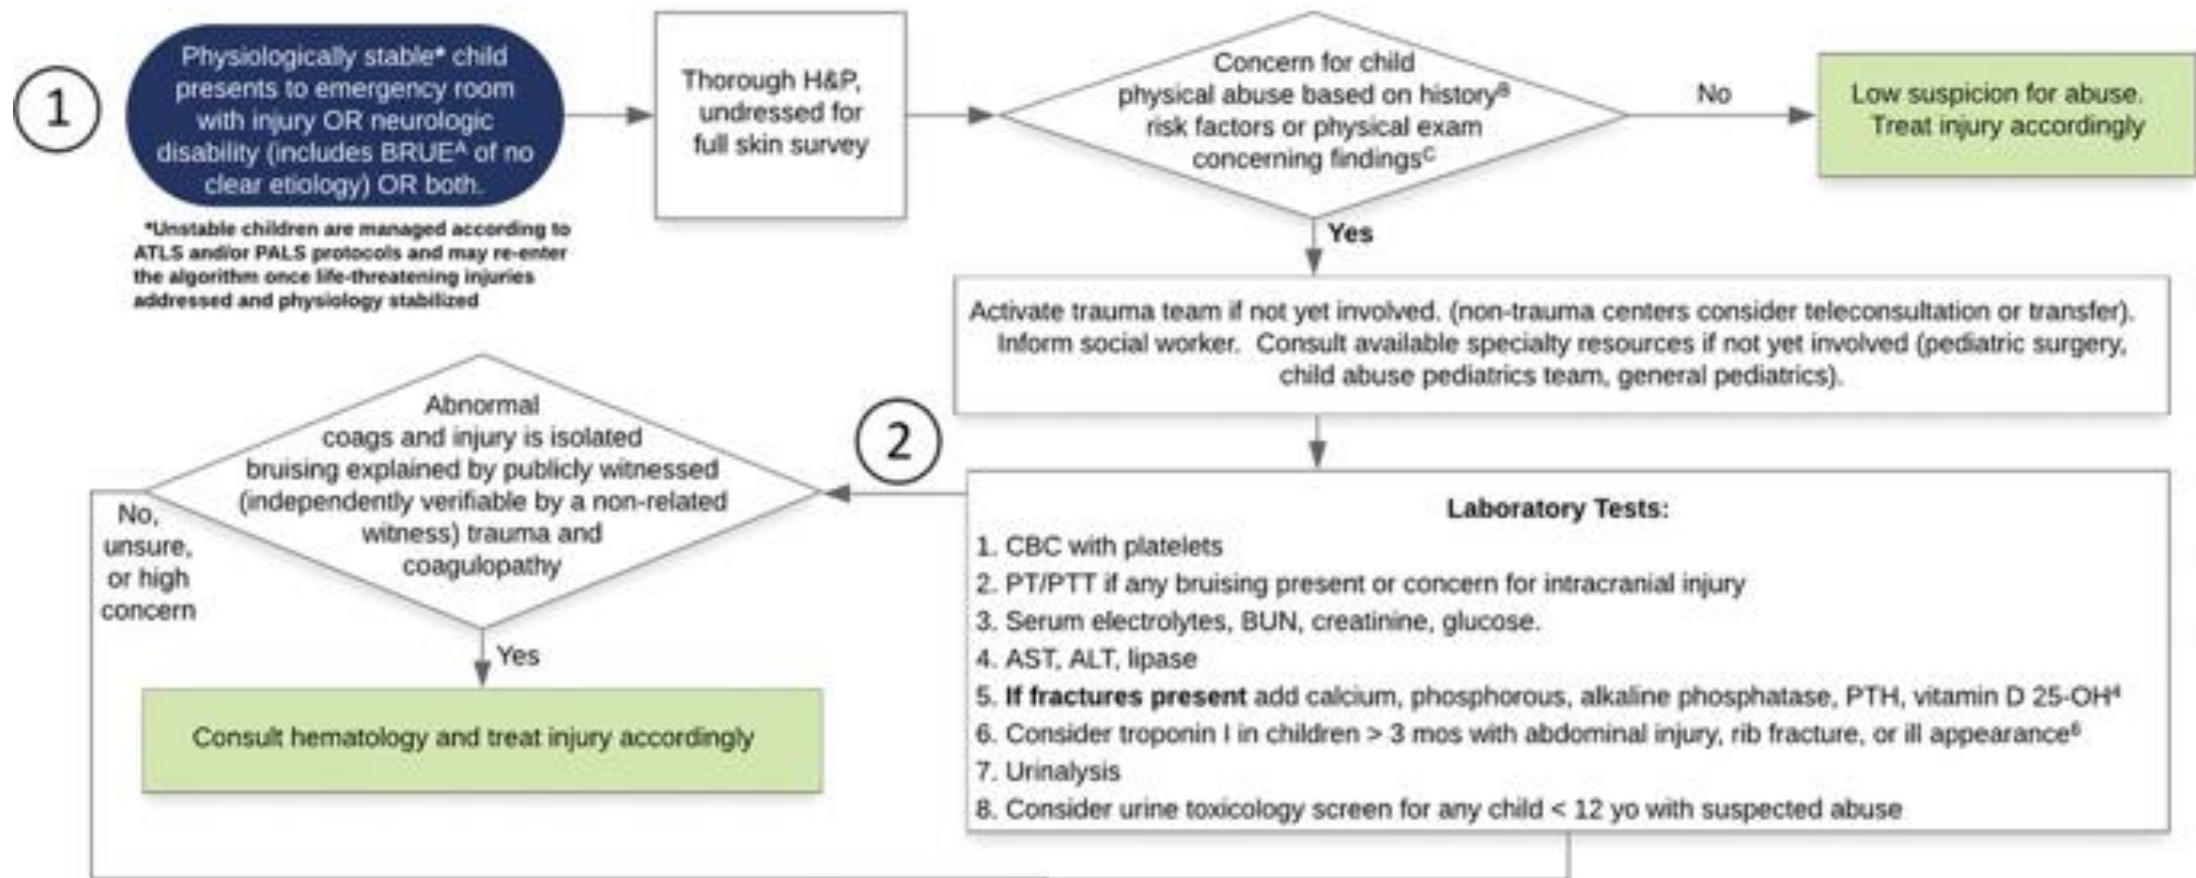 1
Physiologically stable* child
presents to emergency room
with injury OR neurologic
disability (includes BRUEᴬ of no
clear etiology) OR both.
*Unstable children are managed according to
ATLS and/or PALS protocols and may re-enter
the algorithm once life-threatening injuries
addressed and physiology stabilized
Thorough H&P,
undressed for
full skin survey
Concern for child
physical abuse based on historyᴮ
risk factors or physical exam
concerning findingsᶜ
No
Low suspicion for abuse.
Treat injury accordingly
Yes
Activate trauma team if not yet involved. (non-trauma centers consider teleconsultation or transfer).
Inform social worker. Consult available specialty resources if not yet involved (pediatric surgery,
child abuse pediatrics team, general pediatrics).
Laboratory Tests:
1. CBC with platelets
2. PT/PTT if any bruising present or concern for intracranial injury
3. Serum electrolytes, BUN, creatinine, glucose.
4. AST, ALT, lipase
5. If fractures present add calcium, phosphorous, alkaline phosphatase, PTH, vitamin D 25-OH⁴
6. Consider troponin I in children > 3 mos with abdominal injury, rib fracture, or ill appearance⁶
7. Urinalysis
8. Consider urine toxicology screen for any child < 12 yo with suspected abuse
2
Abnormal
coags and injury is isolated
bruising explained by publicly witnessed
(independently verifiable by a non-related
witness) trauma and
coagulopathy
No,
unsure,
or high
concern
Yes
Consult hematology and treat injury accordingly